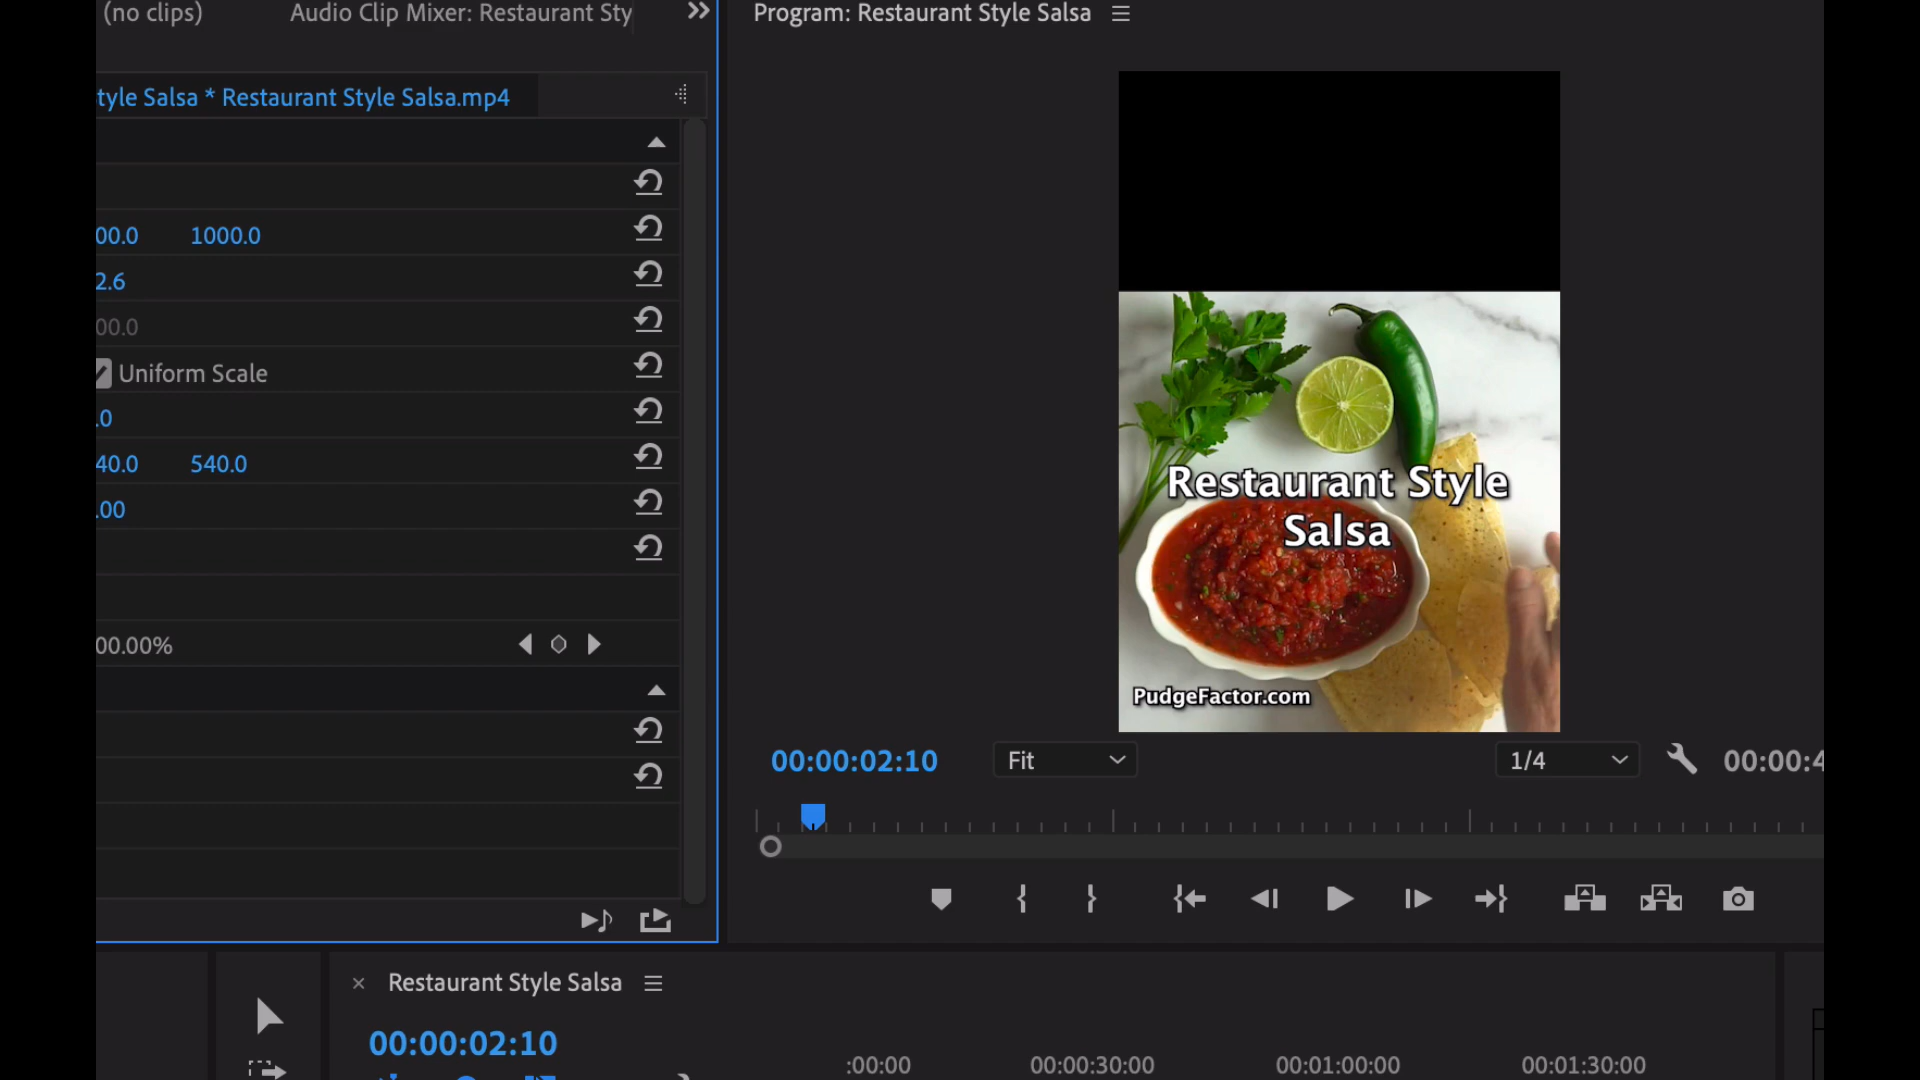 (no clips) Audio Clip Mixer: Restaurant Sty
Program: Restaurant Style Salsa
tyle Salsa * Restaurant Style Salsa.mp4
00.0 1000.0
2.6
00.0
Uniform Scale
.0
40.0 540.0
.00
00.00%
Restaurant Style
Salsa
PudgeFactor.com
00:00:02:10 Fit 1/4 00:00:4
Restaurant Style Salsa
00:00:02:10
:00:00 00:00:30:00 00:01:00:00 00:01:30:00